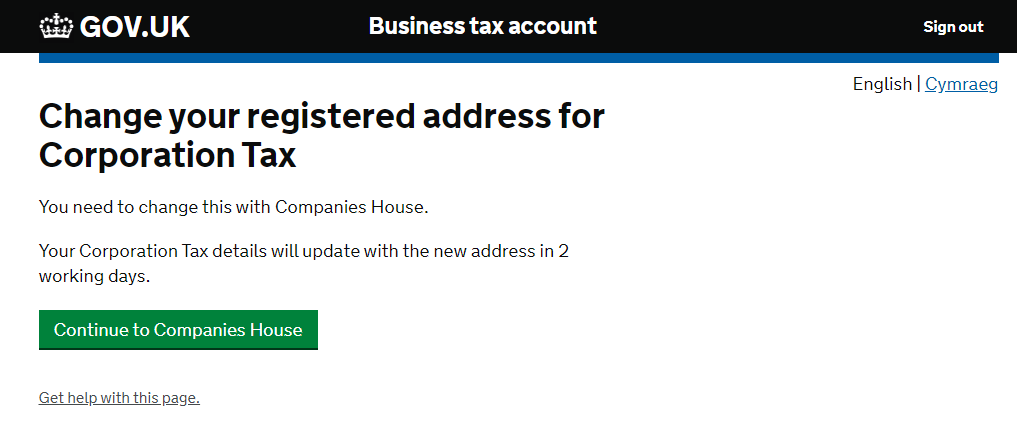 GOV.UK
Business tax account
Sign out
English | Cymraeg
Change your registered address for
Corporation Tax
You need to change this with Companies House.
Your Corporation Tax details will update with the new address in 2
working days.
Continue to Companies House
Get help with this page.